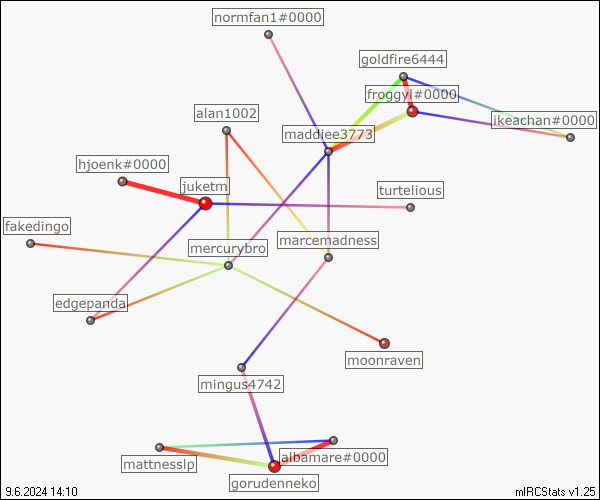 normfan1#0000
goldfire6444
froggyi#0000
alan1002
ikeachan#0000
maddiee3773
hjoenk#0000
juketm
turtelious
fakedingo
mercurybro
marcemadness
edgepanda
moonraven
mingus4742
albamare#0000
mattnesslp
gorudenneko
9.6.2024 14:10
mIRCStats v1.25